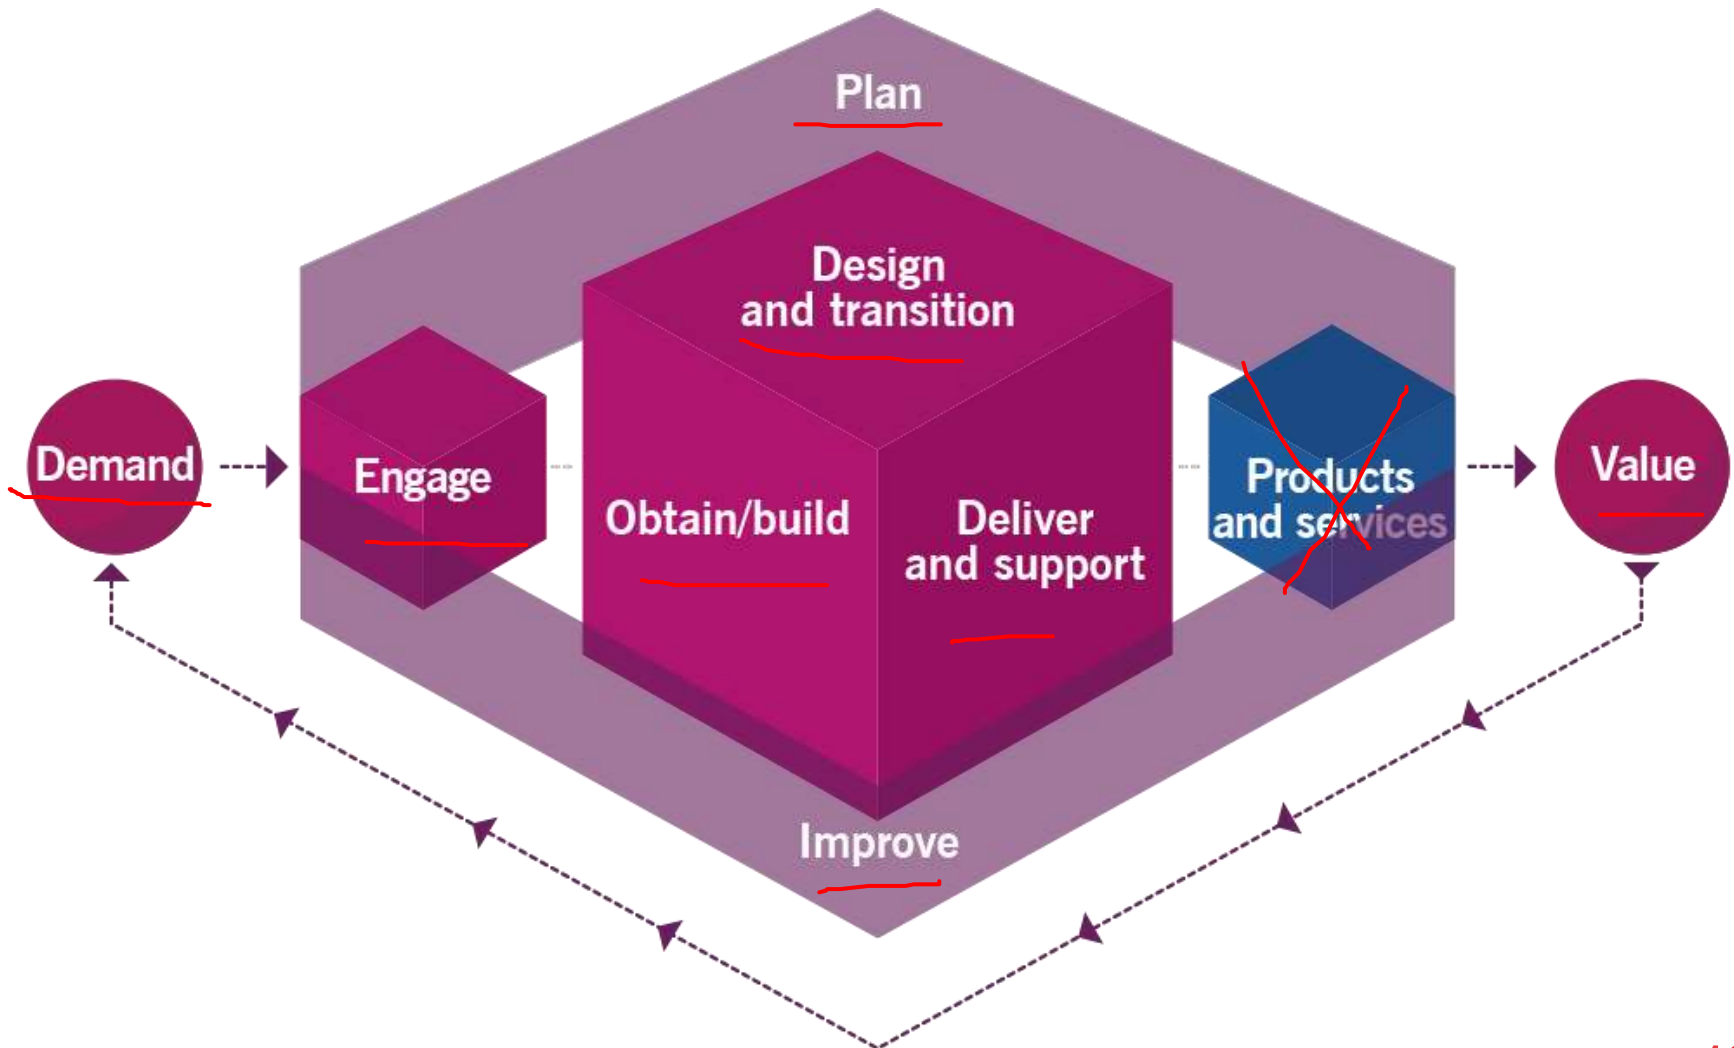 Plan
Design
and transition
Demand
Engage
Obtain/build
Deliver
and support
Products
and services
Value
Improve